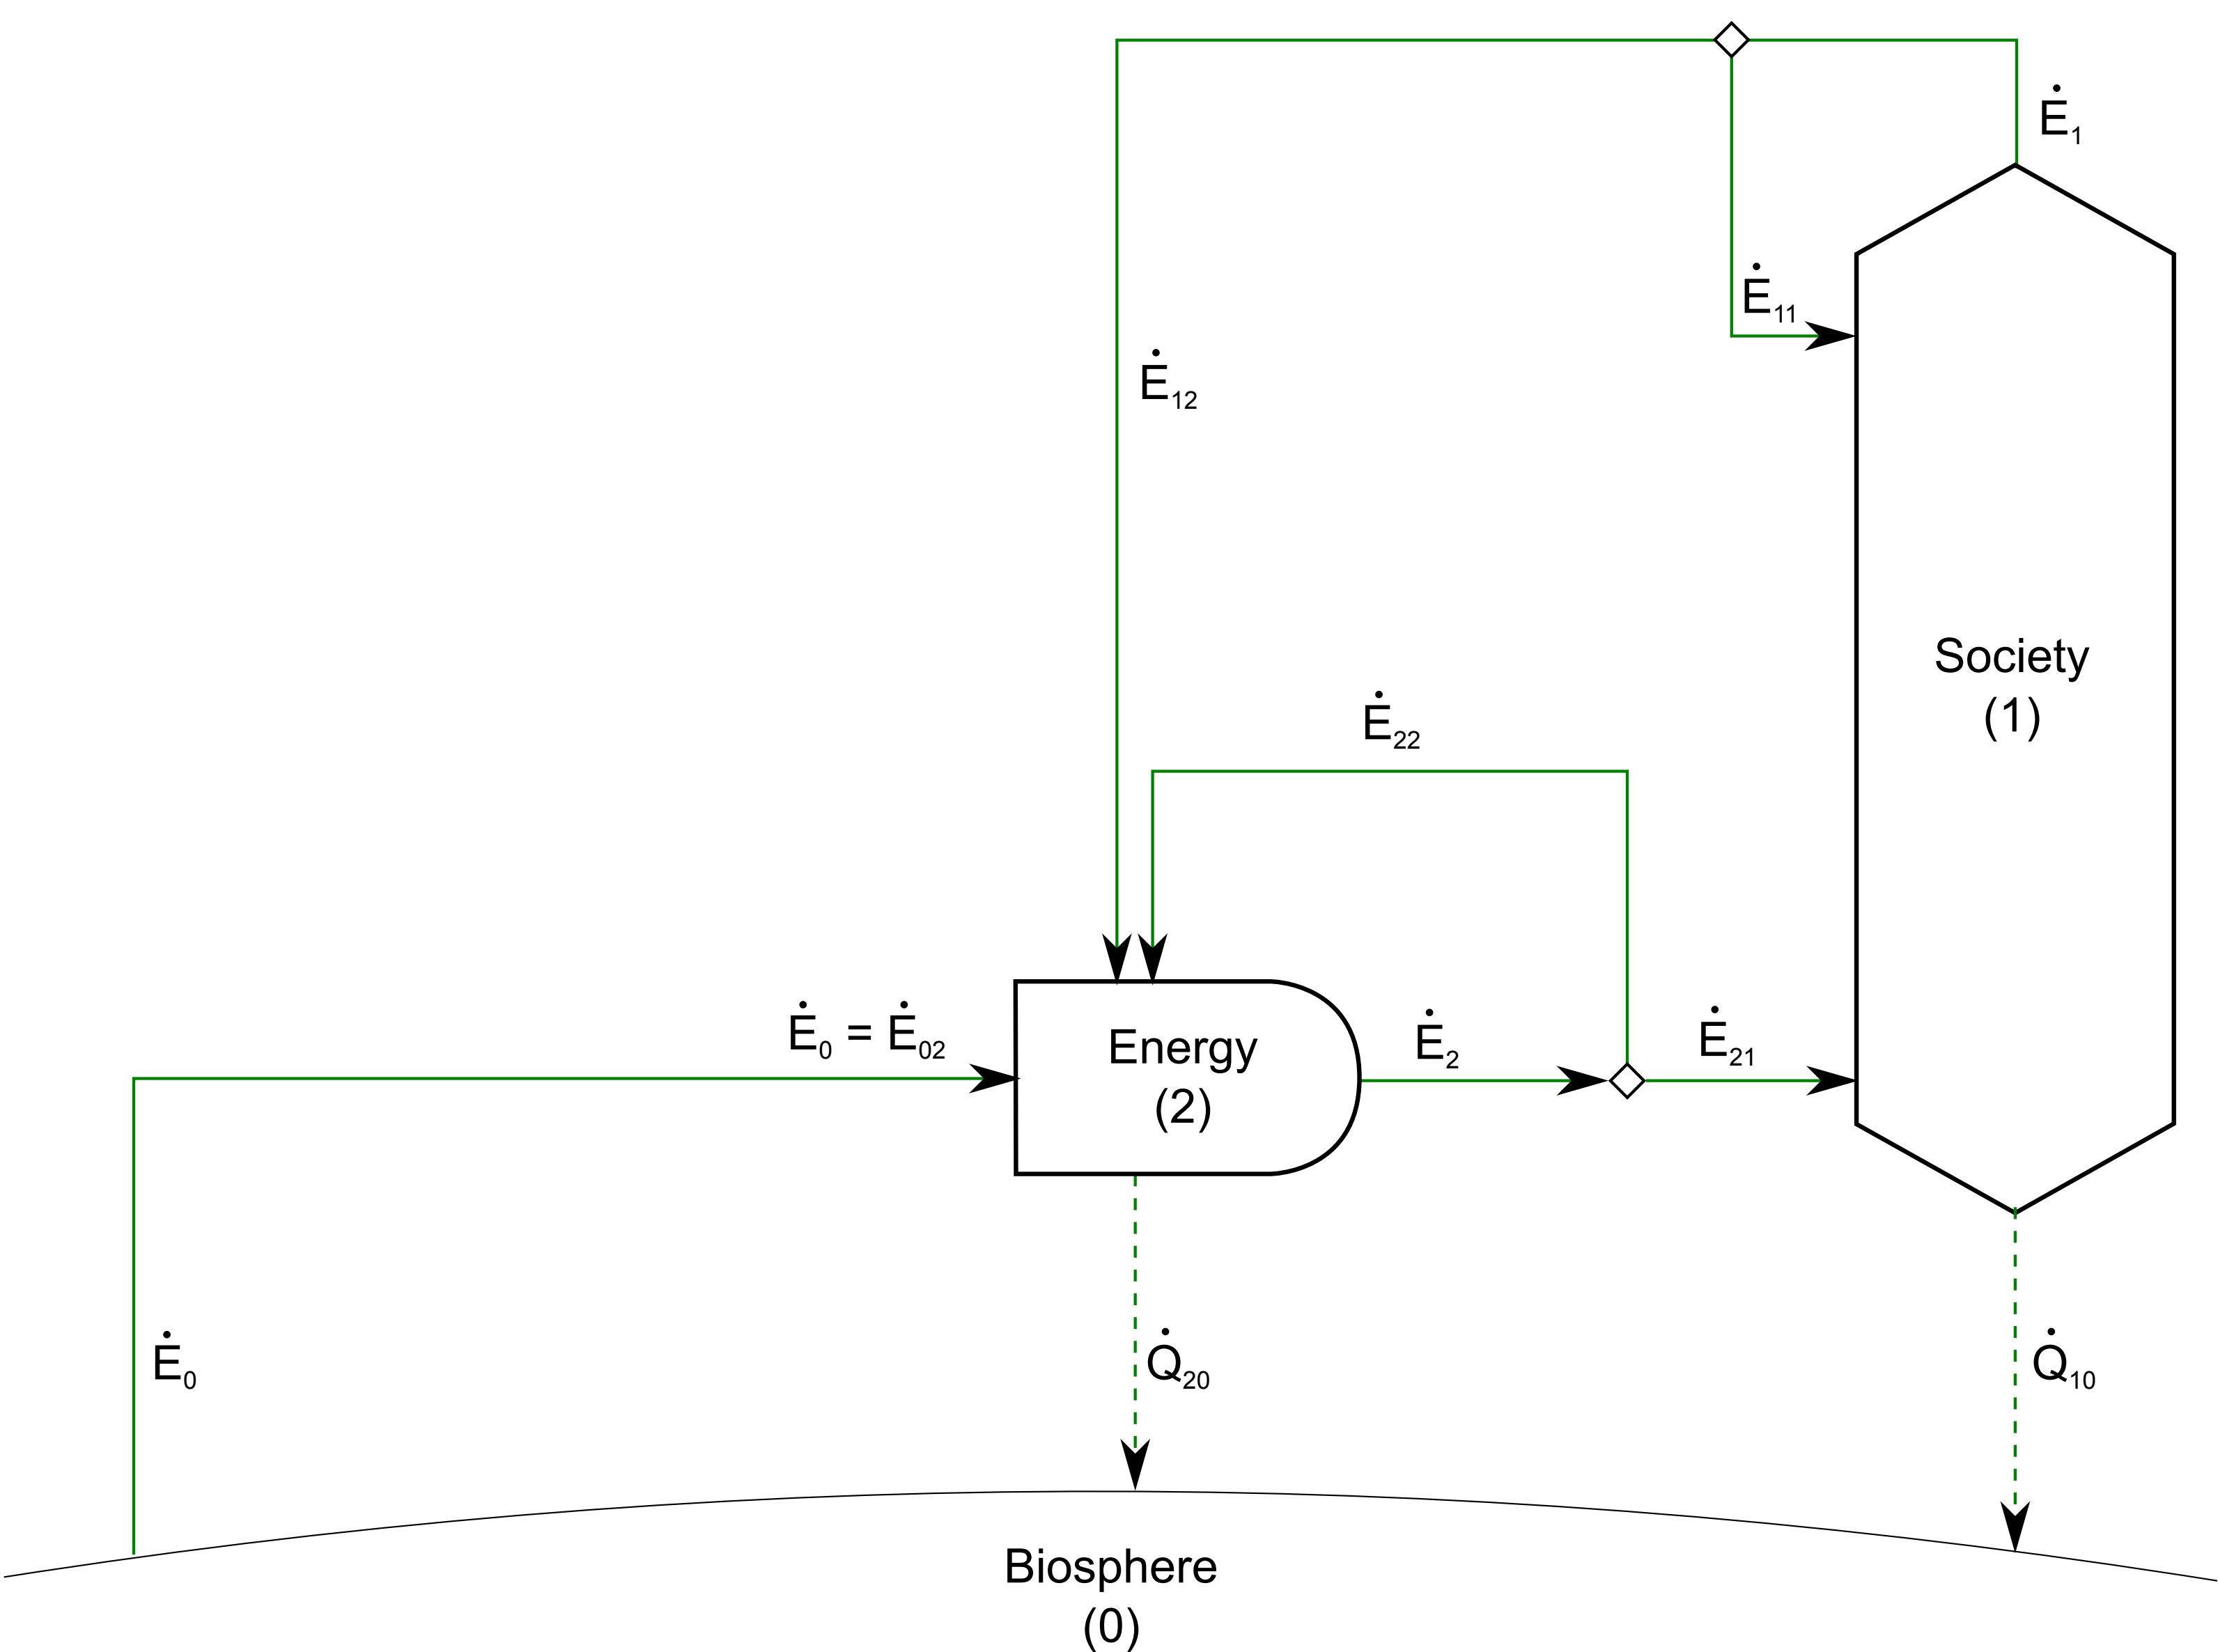 Ė₁
Ė₁₁
Ė₁₂
Society
(1)
Ė₂₂
Ė₀ = Ė₀₂
Energy
(2)
Ė₂
Ė₂₁
Ė₀
Q̇₂₀
Q̇₁₀
Biosphere
(0)